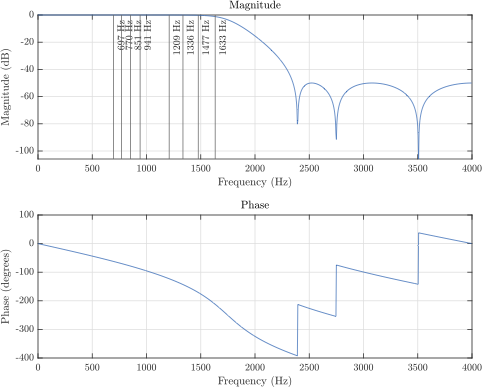 Magnitude
0
-20
-40
-60
-80
-100
Magnitude (dB)
697 Hz
770 Hz
851 Hz
941 Hz
1209 Hz
1336 Hz
1477 Hz
1633 Hz
0 500 1000 1500 2000 2500 3000 3500 4000
Frequency (Hz)
Phase
100
0
-100
-200
-300
-400
Phase (degrees)
0 500 1000 1500 2000 2500 3000 3500 4000
Frequency (Hz)